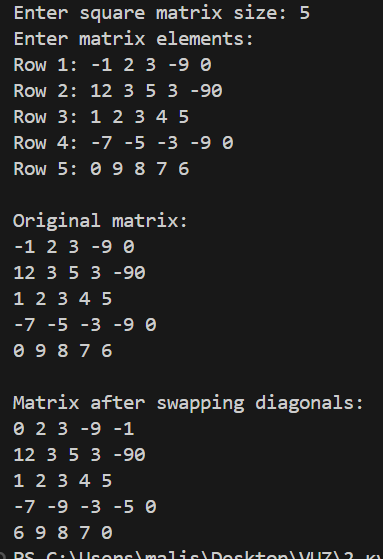 Enter square matrix size: 5
Enter matrix elements:
Row 1: -1 2 3 -9 0
Row 2: 12 3 5 3 -90
Row 3: 1 2 3 4 5
Row 4: -7 -5 -3 -9 0
Row 5: 0 9 8 7 6
Original matrix:
-1 2 3 -9 0
12 3 5 3 -90
1 2 3 4 5
-7 -5 -3 -9 0
0 9 8 7 6
Matrix after swapping diagonals:
0 2 3 -9 -1
12 3 5 3 -90
1 2 3 4 5
-7 -9 -3 -5 0
6 9 8 7 0
PS C:\Users\malis\Desktop\VUZ\2